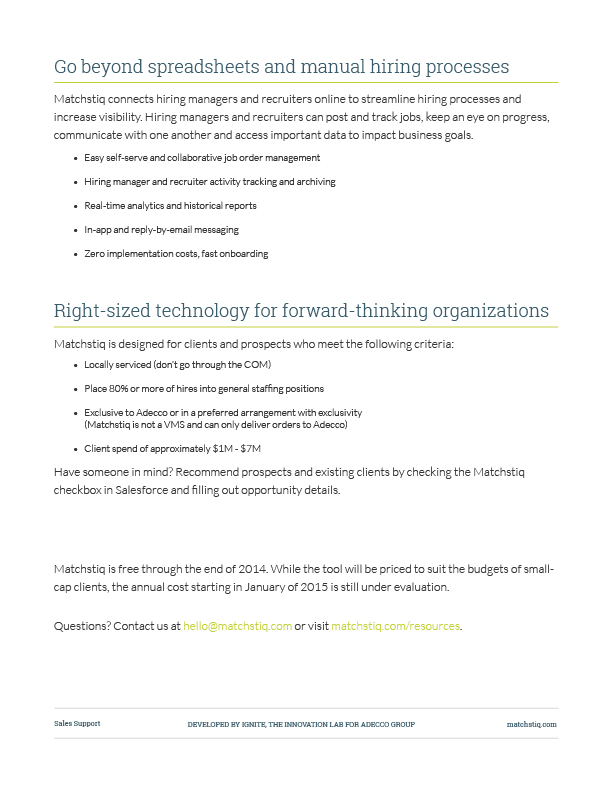 Go beyond spreadsheets and manual hiring processes
Matchstiq connects hiring managers and recruiters online to streamline hiring processes and
increase visibility. Hiring managers and recruiters can post and track jobs, keep an eye on progress,
communicate with one another and access important data to impact business goals.
• Easy self-serve and collaborative job order management
• Hiring manager and recruiter activity tracking and archiving
• Real-time analytics and historical reports
• In-app and reply-by-email messaging
• Zero implementation costs, fast onboarding
Right-sized technology for forward-thinking organizations
Matchstiq is designed for clients and prospects who meet the following criteria:
• Locally serviced (don't go through the COM)
• Place 80% or more of hires into general staffing positions
• Exclusive to Adecco or in a preferred arrangement with exclusivity
(Matchstiq is not a VMS and can only deliver orders to Adecco)
• Client spend of approximately $1M - $7M
Have someone in mind? Recommend prospects and existing clients by checking the Matchstiq
checkbox in Salesforce and filling out opportunity details.
Matchstiq is free through the end of 2014. While the tool will be priced to suit the budgets of small-
cap clients, the annual cost starting in January of 2015 is still under evaluation.
Questions? Contact us at hello@matchstiq.com or visit matchstiq.com/resources.
Sales Support DEVELOPED BY IGNITE, THE INNOVATION LAB FOR ADECCO GROUP matchstiq.com